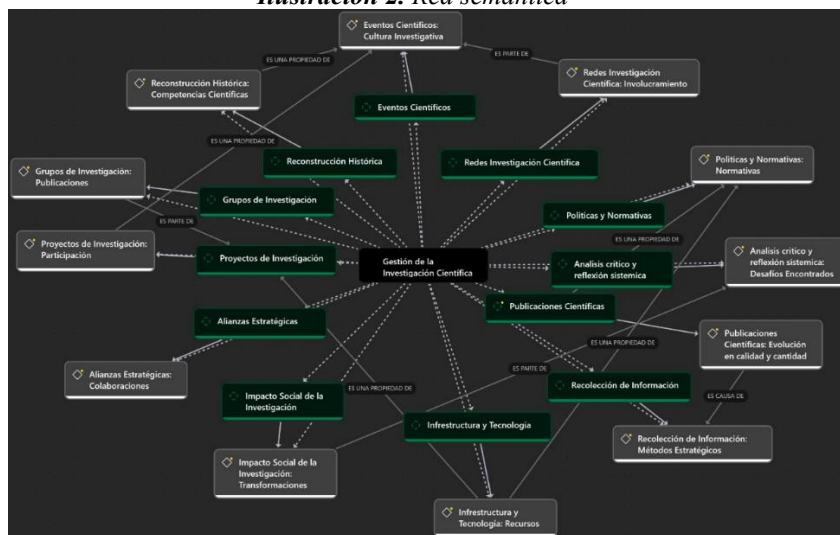 Ilustración 2. Red semántica
Eventos Científicos:
Cultura Investigativa
ES UNA PROPIEDAD DE
ES PARTE DE
Reconstrucción Histórica:
Competencias Científicas
Redes Investigación
Científica: Involucramiento
Eventos Científicos
ES UNA PROPIEDAD DE
Reconstrucción Histórica
Redes Investigación Científica
Grupos de Investigación:
Publicaciones
Politicas y Normativas:
Normativas
Grupos de Investigación
Politicas y Normativas
ES PARTE DE
Proyectos de Investigación:
Participación
Proyectos de Investigación
Gestión de la
Investigación Científica
ES UNA PROPIEDAD DE
Analisis critico y
reflexión sistemica
Analisis critico y
reflexión sistemica:
Desafíos Encontrados
Publicaciones Científicas
Alianzas Estratégicas
Publicaciones
Científicas: Evolución
en calidad y cantidad
ES UNA PROPIEDAD DE
Alianzas Estratégicas:
Colaboraciones
ES PARTE DE
ES UNA PROPIEDAD DE
Recolección de Información
Impacto Social de la
Investigación
ES CAUSA DE
Infrestructura y Tecnología
Recolección de Información:
Métodos Estratégicos
Impacto Social de la
Investigación:
Transformaciones
Infrestructura y
Tecnología: Recursos